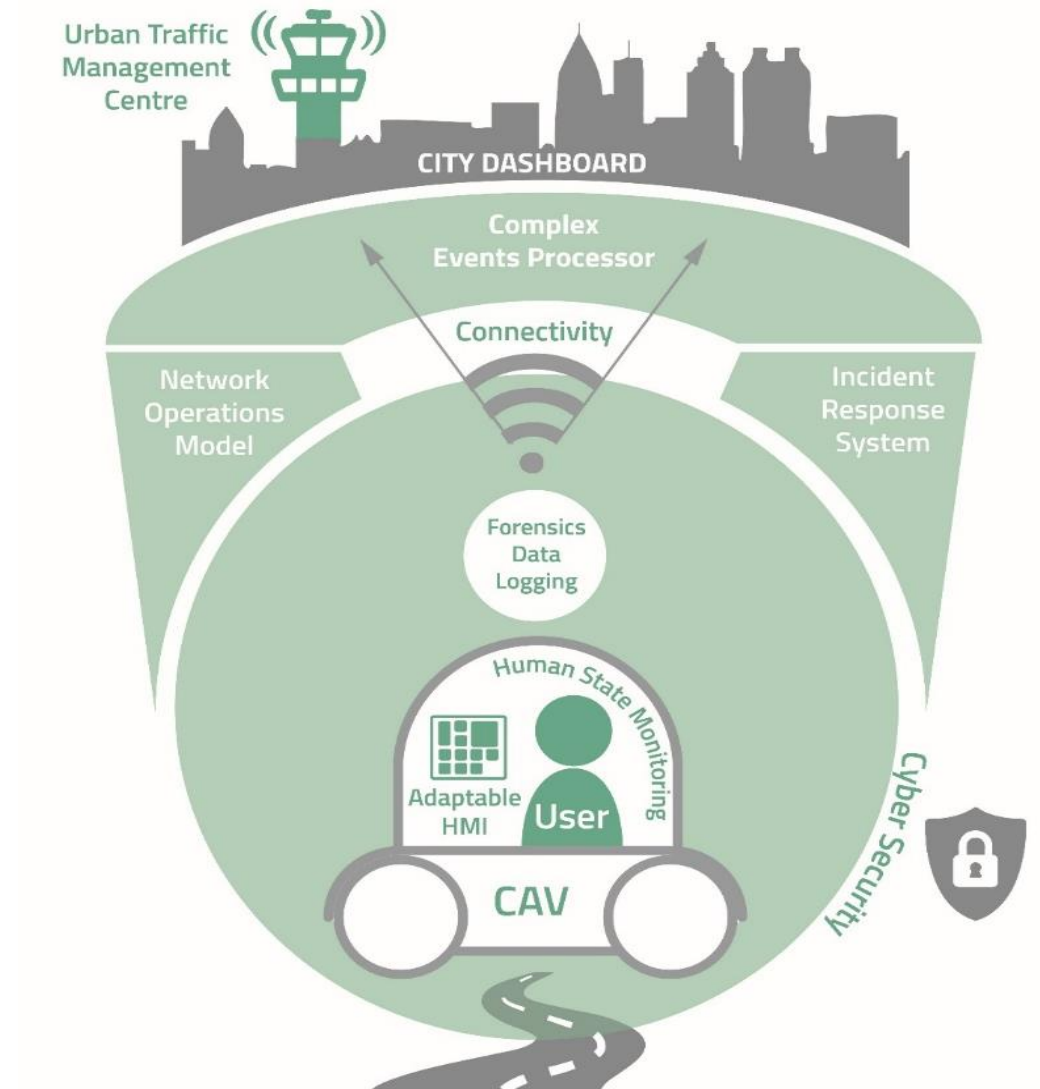 Urban Traffic
Management
Centre
CITY DASHBOARD
Complex
Events Processor
Connectivity
Network
Operations
Model
Incident
Response
System
Forensics
Data
Logging
Human State Monitoring
Adaptable
HMI
User
CAV
Cyber Security